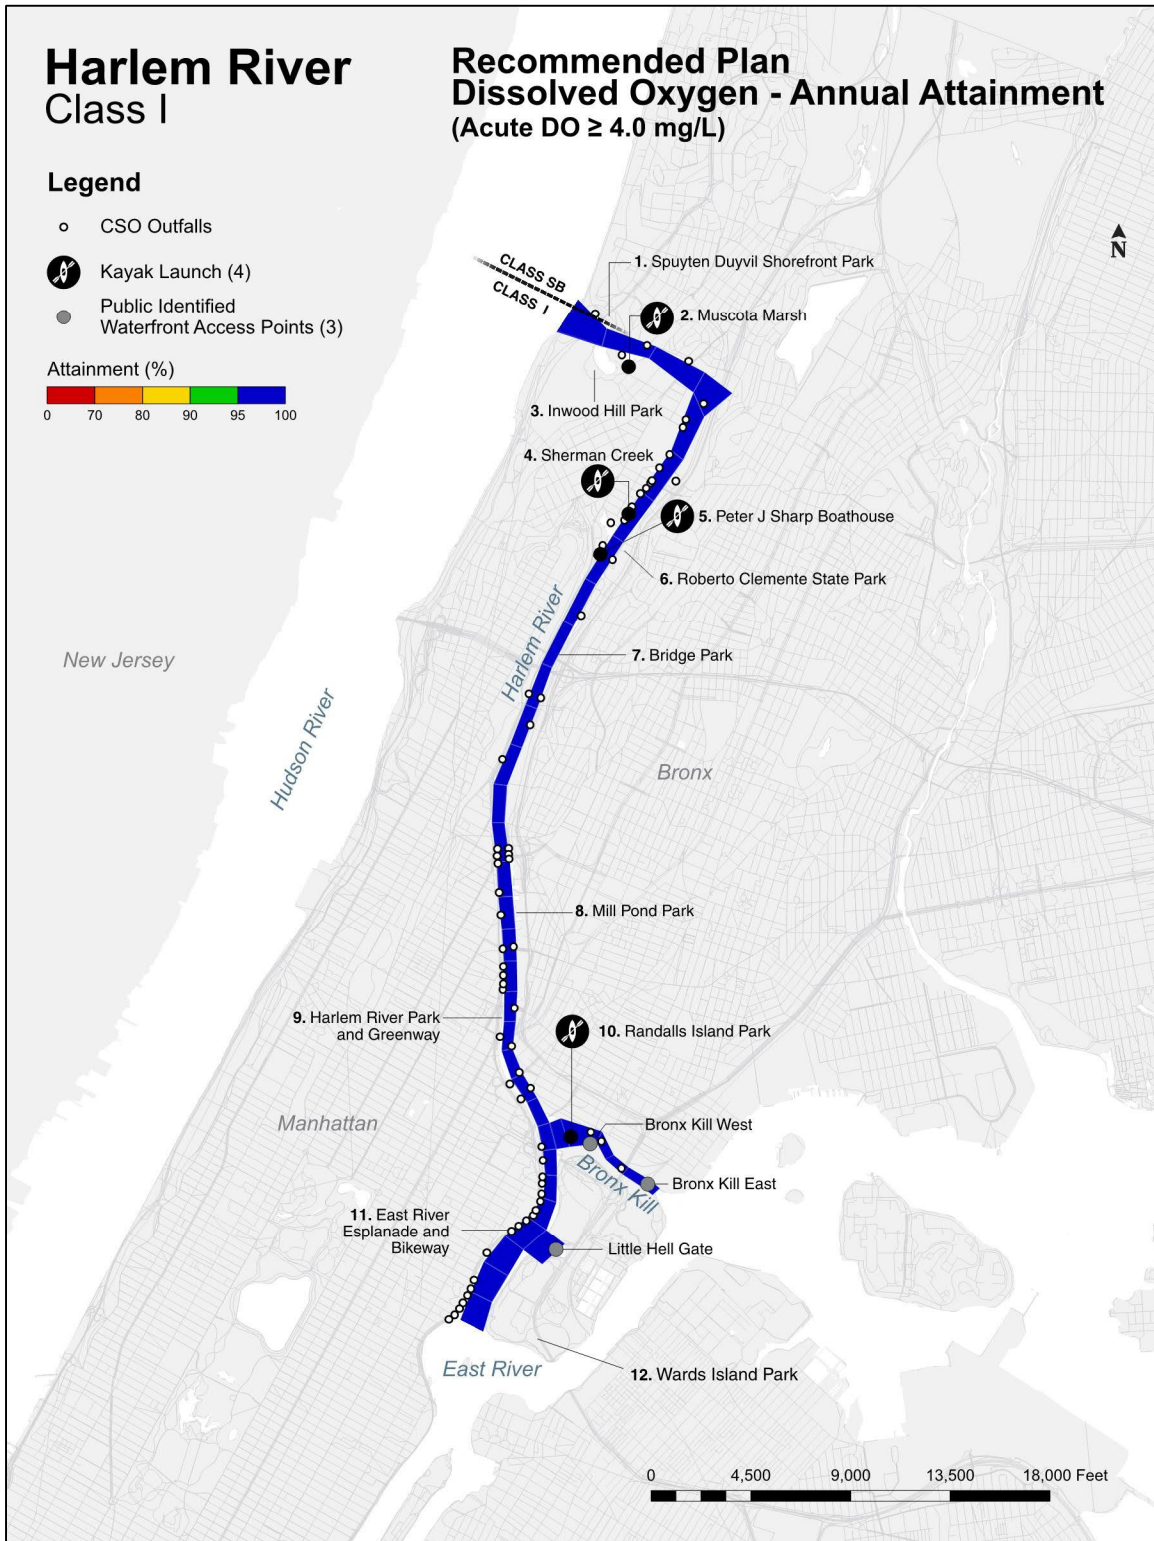 Harlem River
Class I
Recommended Plan
Dissolved Oxygen - Annual Attainment
(Acute DO ≥ 4.0 mg/L)
Legend
CSO Outfalls
Kayak Launch (4)
Public Identified
Waterfront Access Points (3)
Attainment (%)
0 70 80 90 95 100
N
CLASS SB
CLASS I
1. Spuyten Duyvil Shorefront Park
2. Muscota Marsh
3. Inwood Hill Park
4. Sherman Creek
5. Peter J Sharp Boathouse
6. Roberto Clemente State Park
Harlem River
7. Bridge Park
New Jersey
Hudson River
Bronx
8. Mill Pond Park
9. Harlem River Park
and Greenway
10. Randalls Island Park
Manhattan
Bronx Kill West
Bronx Kill
Bronx Kill East
11. East River
Esplanade and
Bikeway
Little Hell Gate
East River
12. Wards Island Park
0 4,500 9,000 13,500 18,000 Feet